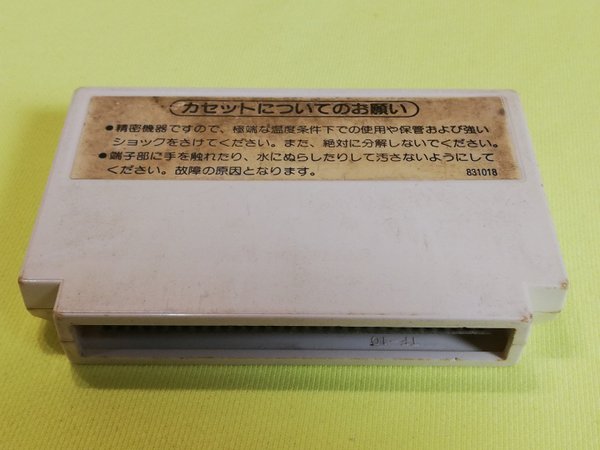 カセットについてのお願い
●精密機器ですので、極端な温度条件下での使用や保管および強い
ショックをさけてください。また、絶対に分解しないでください。
●端子部に手を触れたり、水にぬらしたりして汚さないようにして
ください。故障の原因となります。
831018